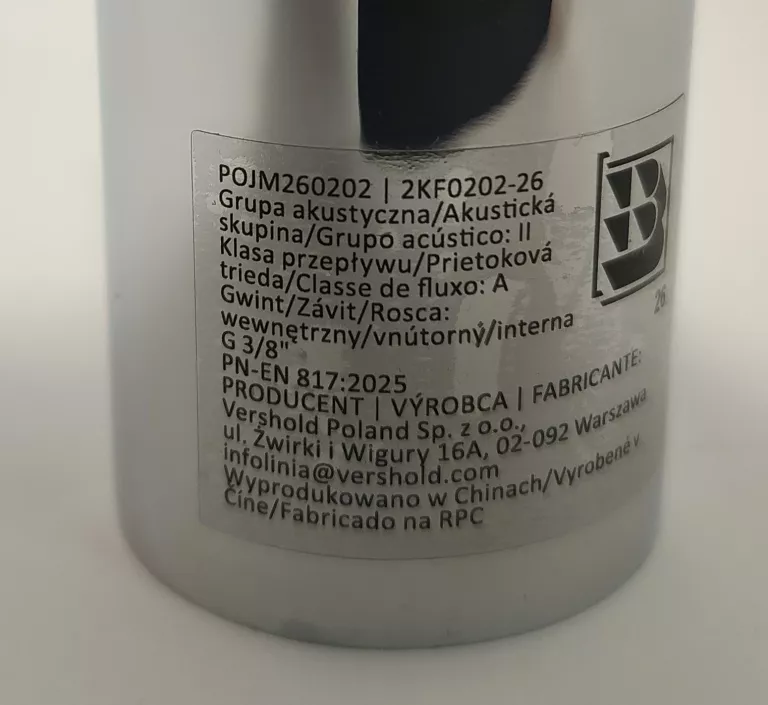 POJM260202 | 2KF0202-26
Grupa akustyczna/Akustická
skupina/Grupo acústico: II
Klasa przepływu/Prietoková
trieda/Classe de fluxo: A
Gwint/Závit/Rosca:
wewnętrzny/vnútorný/interna
G 3/8"
PN-EN 817:2025
PRODUCENT | VÝROBCA | FABRICANTE:
Vershold Poland Sp. z o.o.,
ul. Żwirki i Wigury 16A, 02-092 Warszawa
infolinia@vershold.com
Wyprodukowano w Chinach/Vyrobené v
Číne/Fabricado na RPC
B
26